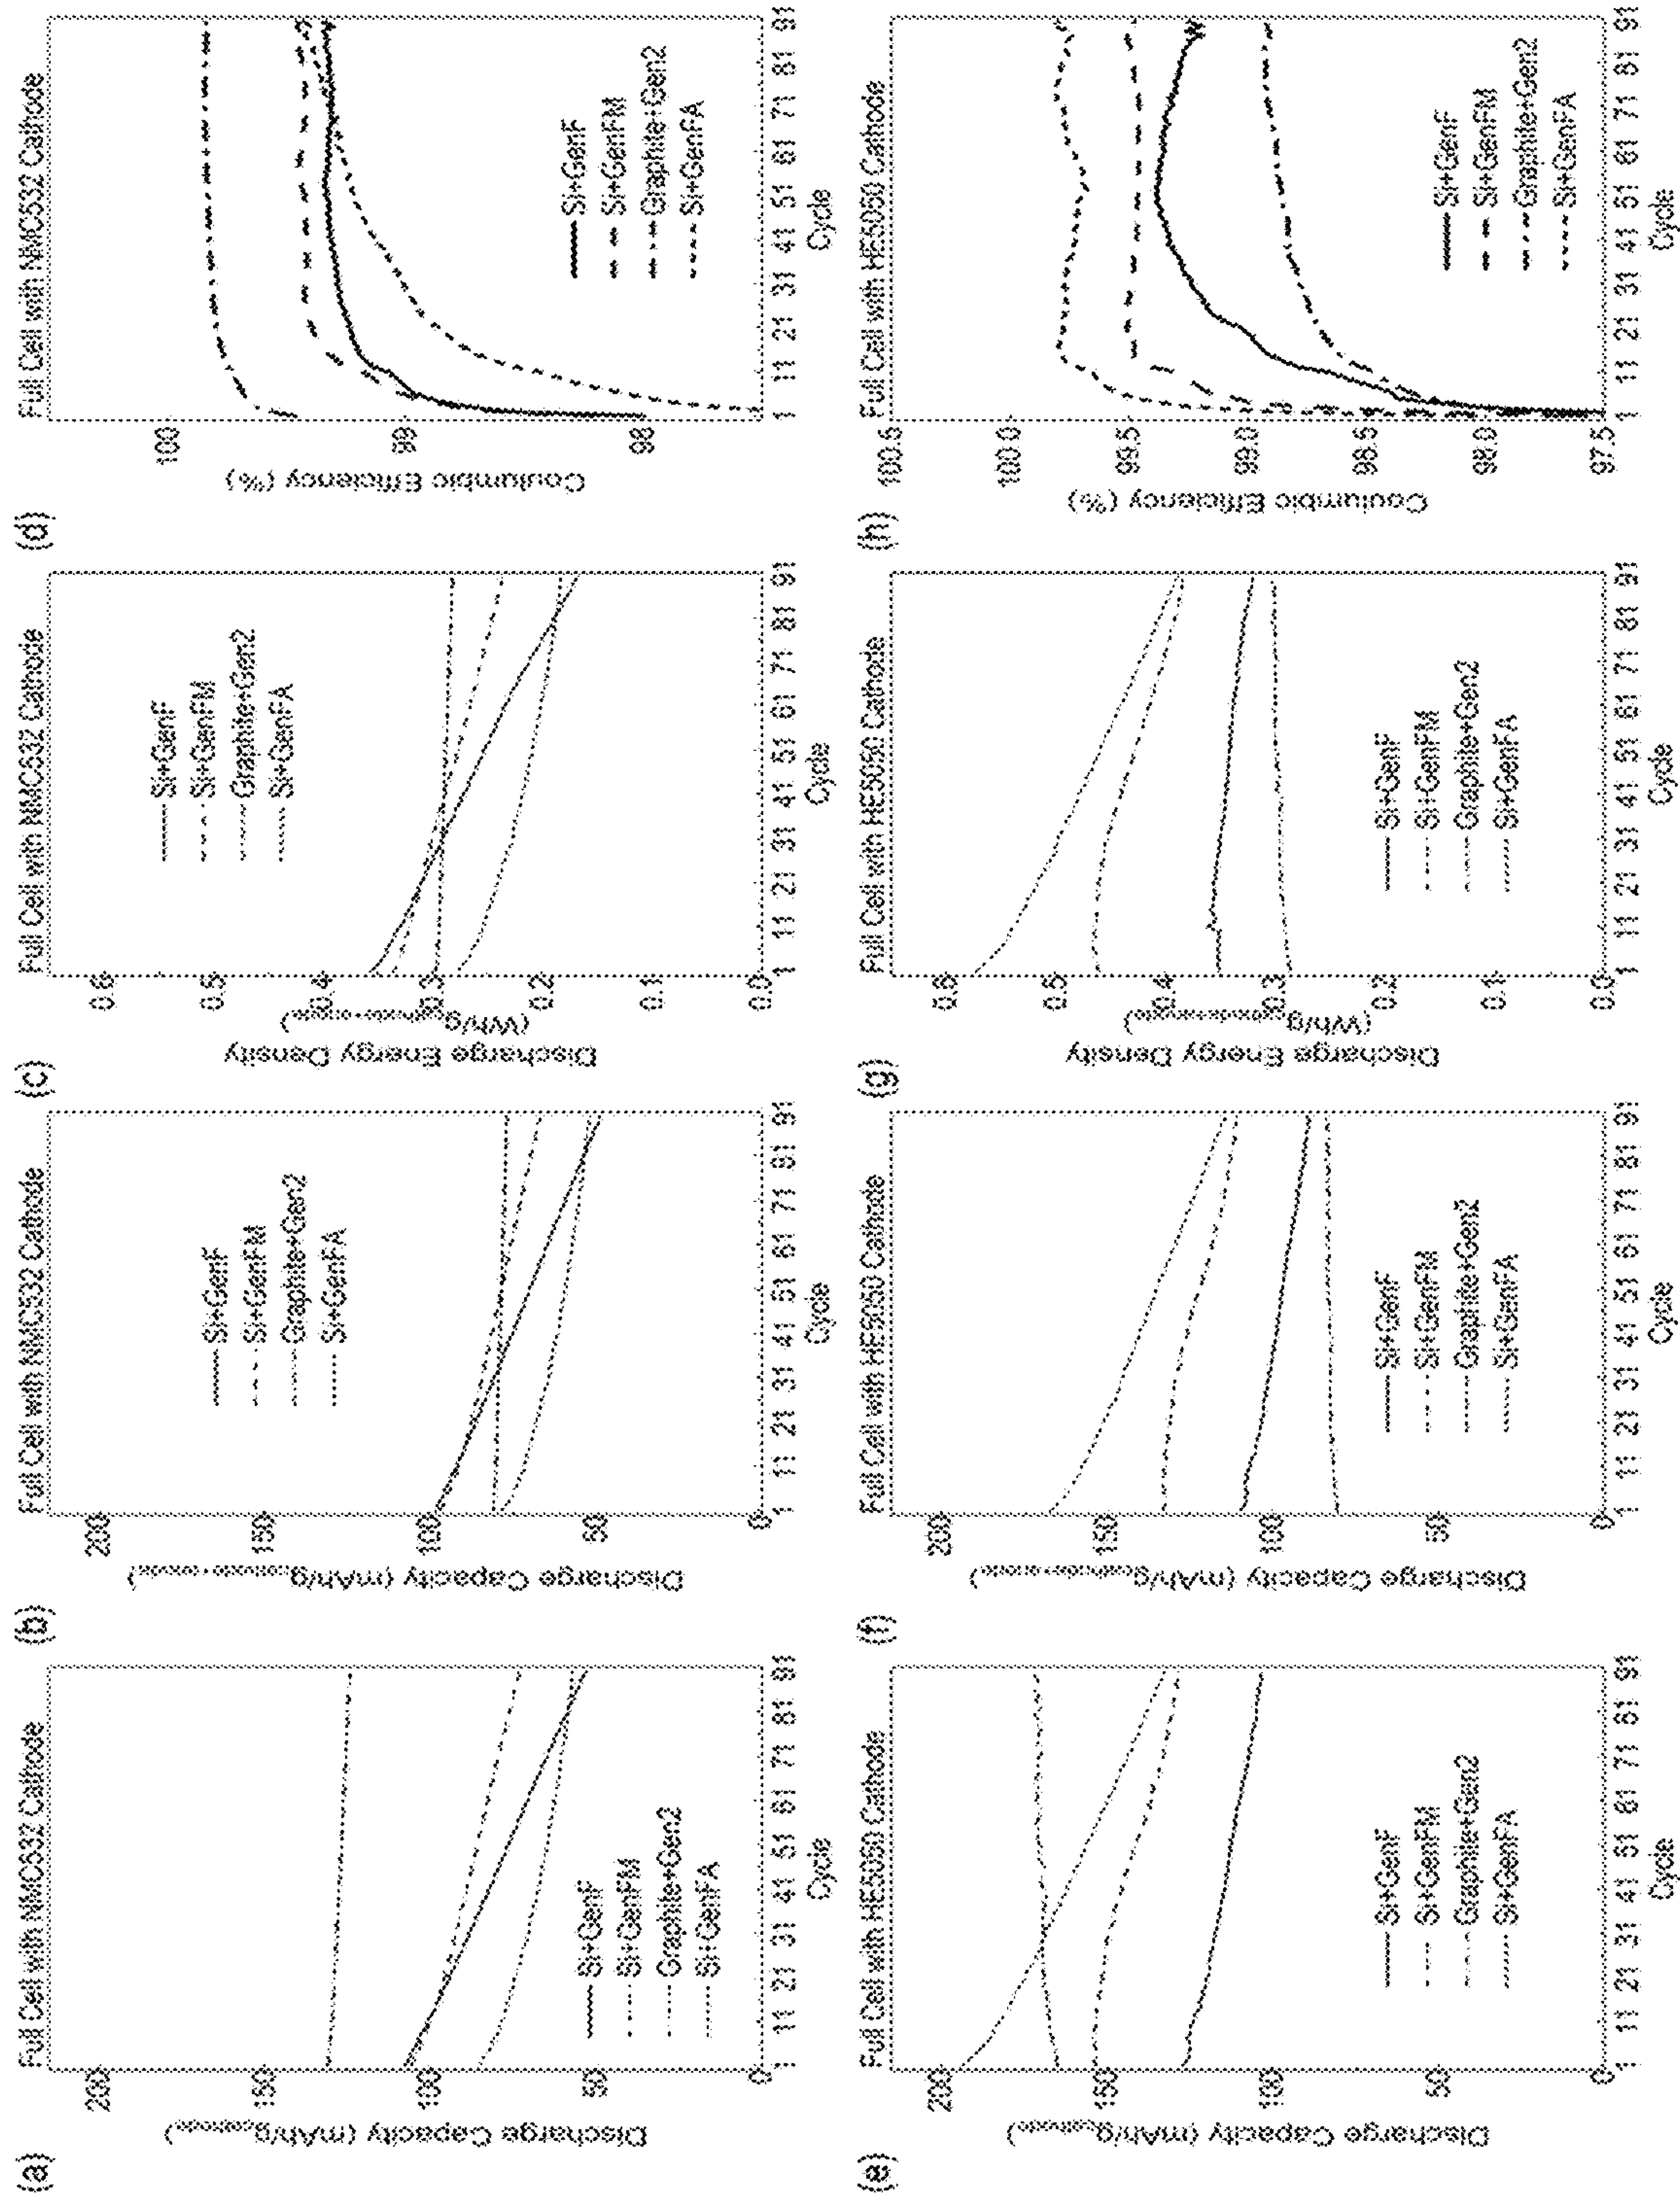 (a)
Full Cell with NMC532 Cathode
Discharge Capacity (mAh/gcathode)
200
150
100
50
0
Si+GenF
Si+GenFM
Graphite+Gen2
Si+GenFA
1 11 21 31 41 51 61 71 81 91
Cycle
(b)
Full Cell with NMC532 Cathode
Discharge Capacity (mAh/gcathode+anode)
200
150
100
50
0
Si+GenF
Si+GenFM
Graphite+Gen2
Si+GenFA
1 11 21 31 41 51 61 71 81 91
Cycle
(c)
Full Cell with NMC532 Cathode
Discharge Energy Density
(Wh/gcathode+anode)
0.6
0.5
0.4
0.3
0.2
0.1
0.0
Si+GenF
Si+GenFM
Graphite+Gen2
Si+GenFA
1 11 21 31 41 51 61 71 81 91
Cycle
(d)
Full Cell with NMC532 Cathode
Coulumbic Efficiency (%)
100
99
98
Si+GenF
Si+GenFM
Graphite+Gen2
Si+GenFA
1 11 21 31 41 51 61 71 81 91
Cycle
(e)
Full Cell with HE5050 Cathode
Discharge Capacity (mAh/gcathode)
200
150
100
50
0
Si+GenF
Si+GenFM
Graphite+Gen2
Si+GenFA
1 11 21 31 41 51 61 71 81 91
Cycle
(f)
Full Cell with HE5050 Cathode
Discharge Capacity (mAh/gcathode+anode)
200
150
100
50
0
Si+GenF
Si+GenFM
Graphite+Gen2
Si+GenFA
1 11 21 31 41 51 61 71 81 91
Cycle
(g)
Full Cell with HE5050 Cathode
Discharge Energy Density
(Wh/gcathode+anode)
0.6
0.5
0.4
0.3
0.2
0.1
0.0
Si+GenF
Si+GenFM
Graphite+Gen2
Si+GenFA
1 11 21 31 41 51 61 71 81 91
Cycle
(h)
Full Cell with HE5050 Cathode
Coulumbic Efficiency (%)
100.5
100.0
99.5
99.0
98.5
98.0
97.5
Si+GenF
Si+GenFM
Graphite+Gen2
Si+GenFA
1 11 21 31 41 51 61 71 81 91
Cycle